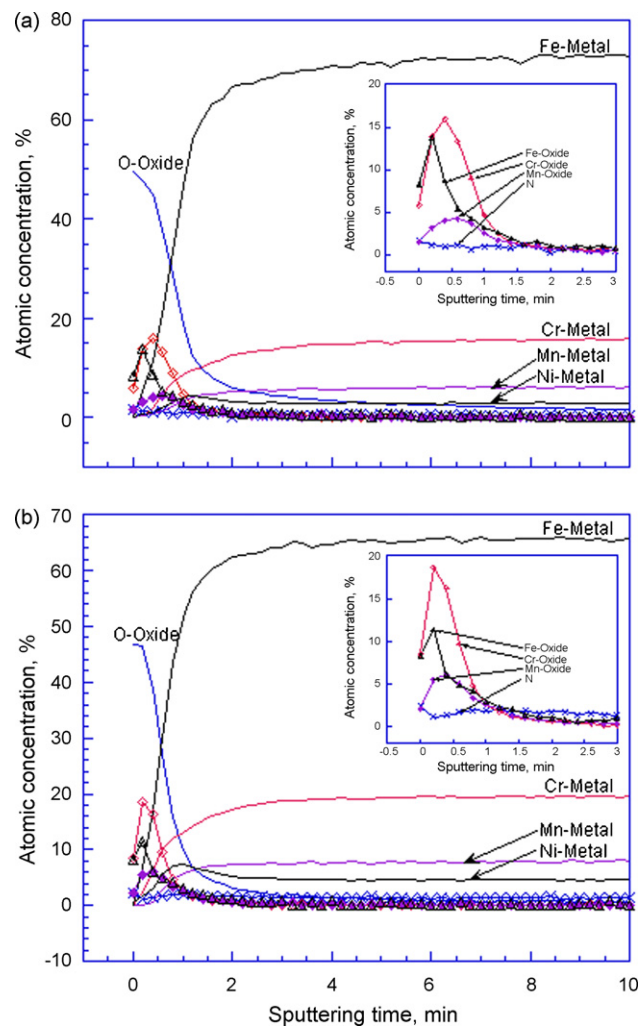 (a)
Atomic concentration, %
80
60
40
20
0
Fe-Metal
O-Oxide
Cr-Metal
Mn-Metal
Ni-Metal
Atomic concentration, %
20
15
10
5
0
Fe-Oxide
Cr-Oxide
Mn-Oxide
N
-0.5 0 0.5 1 1.5 2 2.5 3
Sputtering time, min
(b)
Atomic concentration, %
70
60
50
40
30
20
10
0
-10
Fe-Metal
O-Oxide
Cr-Metal
Mn-Metal
Ni-Metal
Atomic concentration, %
20
15
10
5
0
Fe-Oxide
Cr-Oxide
Mn-Oxide
N
-0.5 0 0.5 1 1.5 2 2.5 3
Sputtering time, min
0 2 4 6 8 10
Sputtering time, min